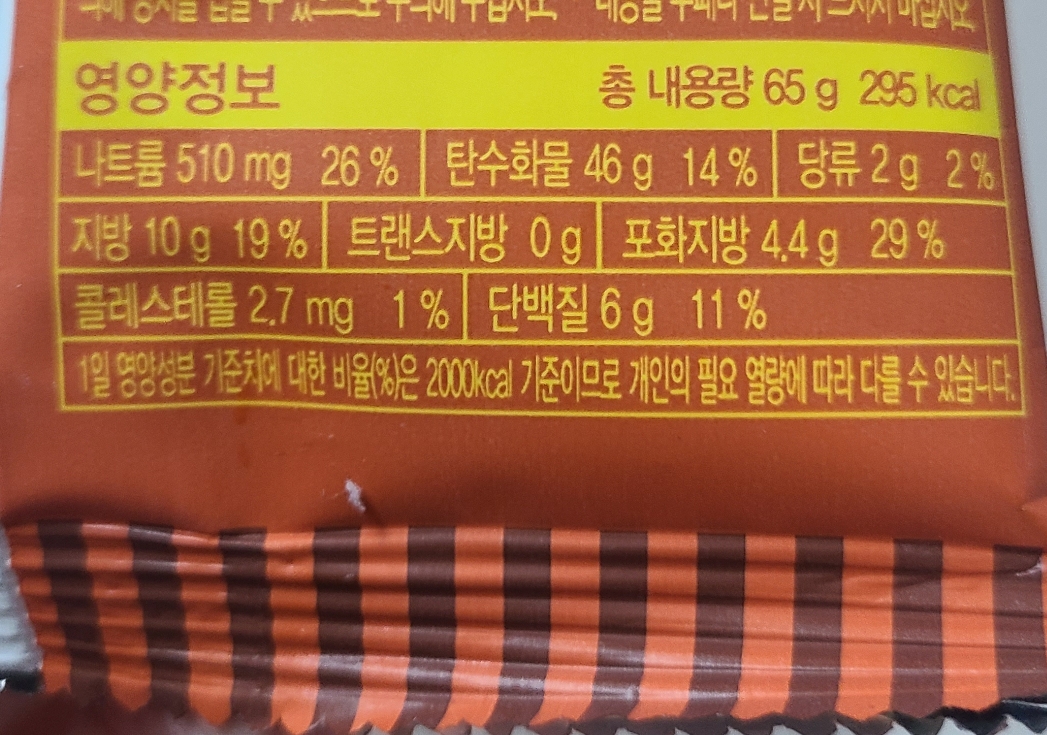 영양정보 총 내용량 65 g 295 kcal
나트륨 510 mg 26 % 탄수화물 46 g 14 % 당류 2 g 2 %
지방 10 g 19 % 트랜스지방 0 g 포화지방 4.4 g 29 %
콜레스테롤 2.7 mg 1 % 단백질 6 g 11 %
1일 영양성분 기준치에 대한 비율(%)은 2000kcal 기준이므로 개인의 필요 열량에 따라 다를 수 있습니다.